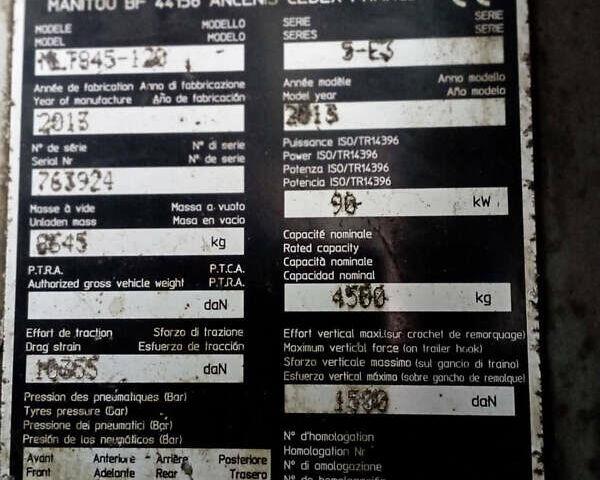 MANITOU BF 44158 ANCENIS CEDEX FRANCE CE
MODELE MODELLO
MODEL MODELO
MLT845-120
SERIE SERIE
SERIES SERIE
9-E3
Année de fabrication Anno di fabbricazione
Year of manufacture Año de fabricación
2013
Année modèle Anno modello
Model year Año modelo
2013
N° de série N° di serie
Serial Nr N° de serie
763924
Puissance ISO/TR14396
Power ISO/TR14396
Potenza ISO/TR14396
Potencia ISO/TR14396
90 kW
Masse à vide Massa a vuoto
Unladen mass Masa en vacio
8645 kg
Capacité nominale
Rated capacity
Capacità nominale
Capacidad nominal
4500 kg
P.T.R.A. P.T.C.A.
Authorized gross vehicle weight P.T.R.A.
daN
Effort de traction Sforzo di trazione
Drag strain Esfuerzo de tracción
daN
Effort vertical maxi.(sur crochet de remorquage)
Maximum vertical force (on trailer hook)
Sforzo verticale massimo (sul gancio di traino)
Esfuerzo vertical máximo (sobre gancho de remolque)
1500 daN
Pression des pneumatiques (Bar)
Tyres pressure (Bar)
Pressione dei pneumatici (Bar)
Presión de los neumáticos (Bar)
Avant Anteriore Arrière Posteriore
Front Adelante Rear Trasero
N° d'homologation
Homologation Nr
N° di omologazione
N° de homologación